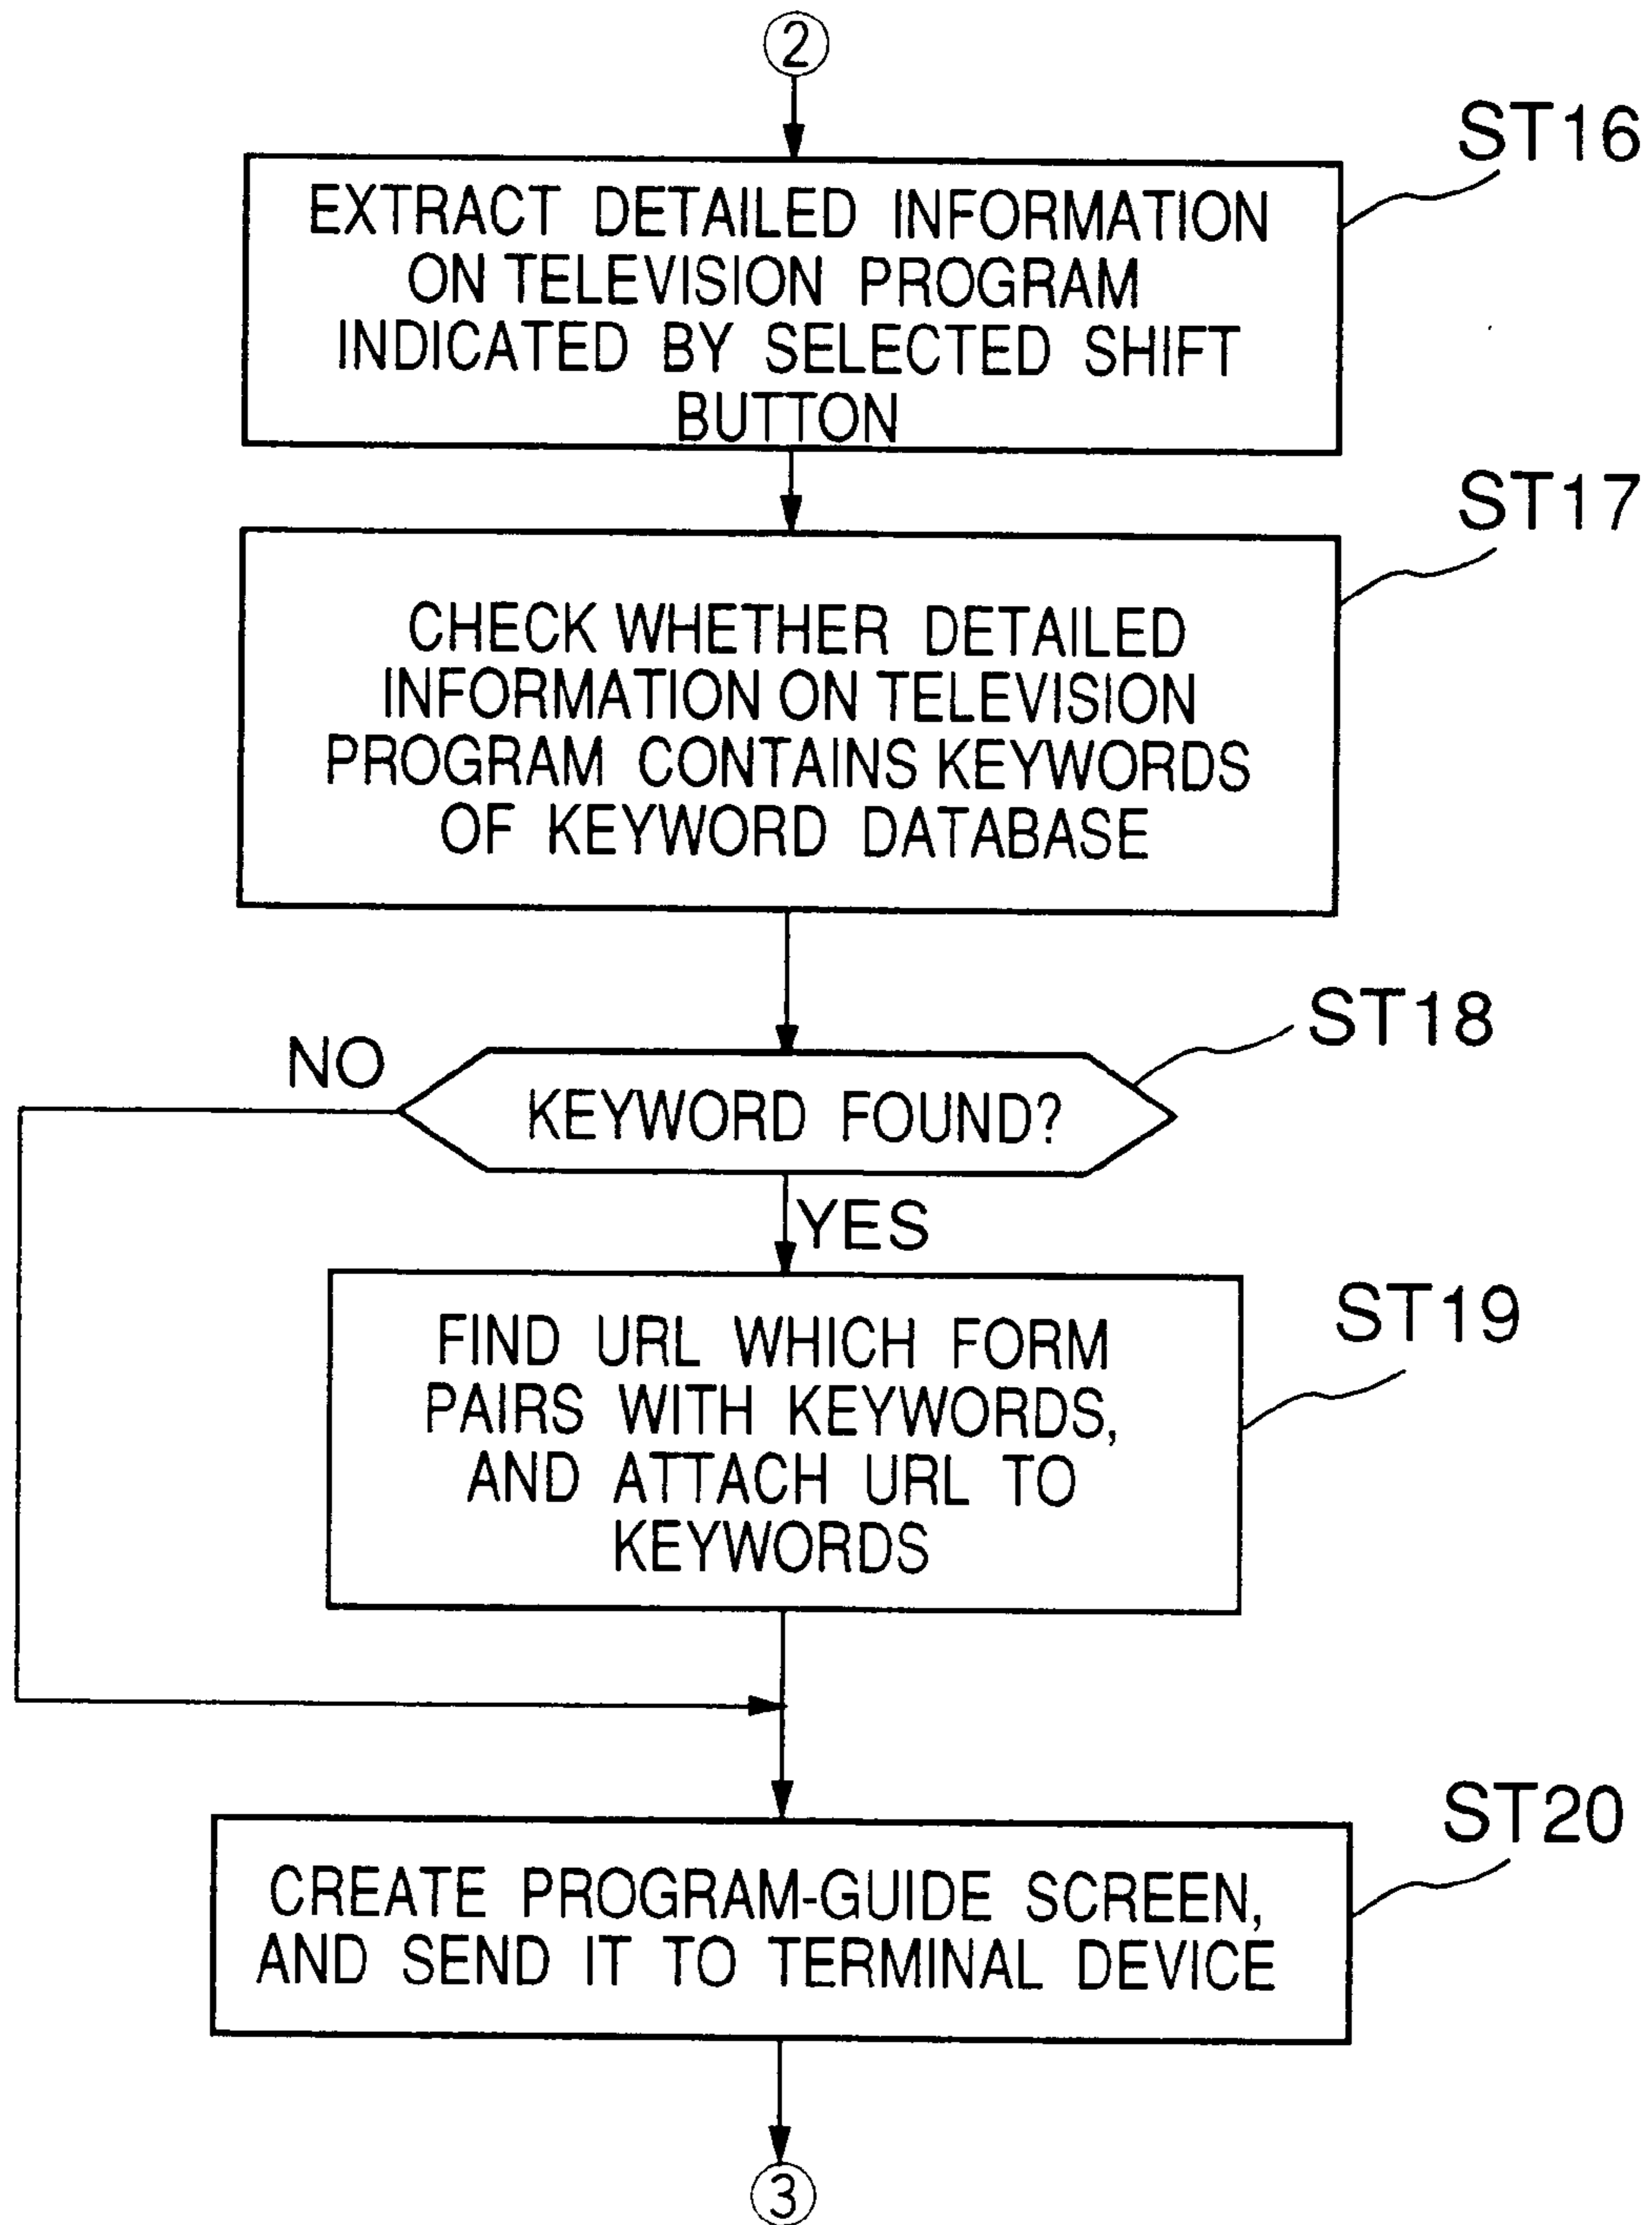 ②
ST16
EXTRACT DETAILED INFORMATION
ON TELEVISION PROGRAM
INDICATED BY SELECTED SHIFT
BUTTON
ST17
CHECK WHETHER DETAILED
INFORMATION ON TELEVISION
PROGRAM CONTAINS KEYWORDS
OF KEYWORD DATABASE
ST18
NO
KEYWORD FOUND?
YES
ST19
FIND URL WHICH FORM
PAIRS WITH KEYWORDS,
AND ATTACH URL TO
KEYWORDS
ST20
CREATE PROGRAM-GUIDE SCREEN,
AND SEND IT TO TERMINAL DEVICE
③